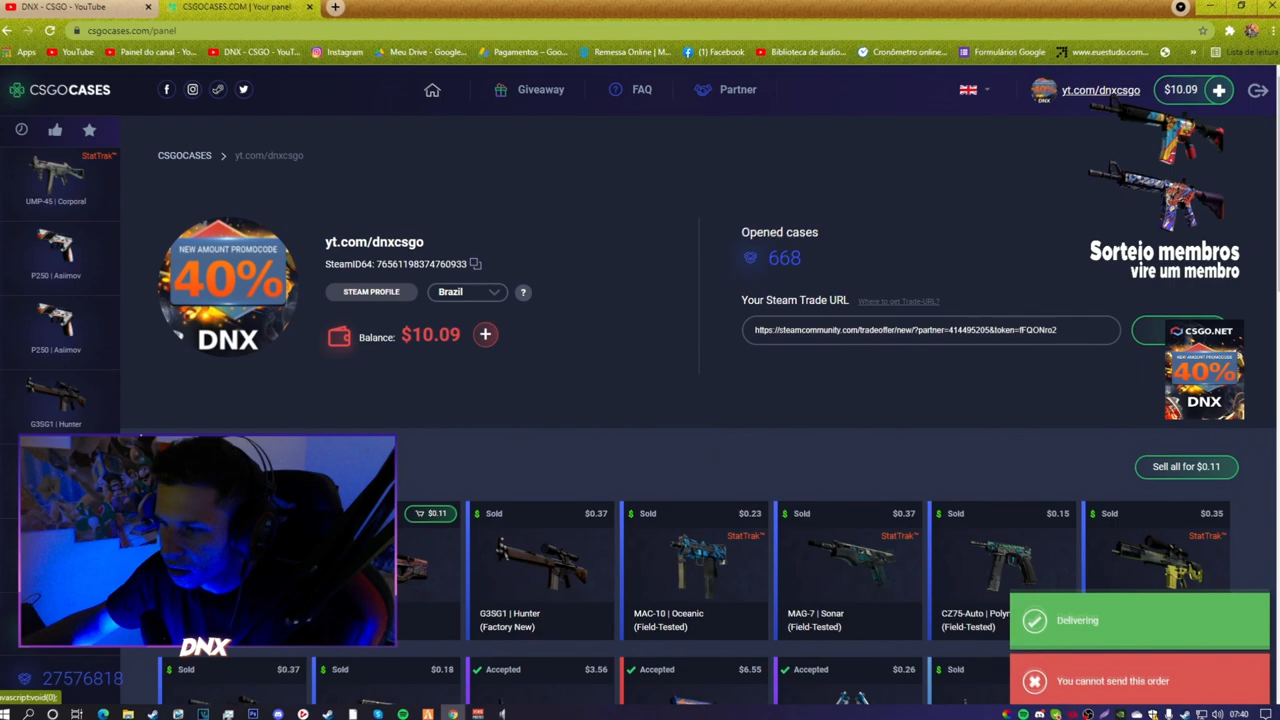 DNX - CSGO - YouTube
CSGOCASES.COM | Your panel
csgocases.com/panel
Apps
YouTube
Painel do canal - Yo...
DNX - CSGO - YouT...
Instagram
Meu Drive - Google...
Pagamentos – Goo...
Remessa Online | M...
(1) Facebook
Biblioteca de áudio...
Cronômetro online...
Formulários Google
www.euestudo.com...
»
Lista de leitura
CSGOCASES
Giveaway
FAQ
Partner
yt.com/dnxcsgo
$10.09
StatTrak™
UMP-45 | Corporal
P250 | Asiimov
P250 | Asiimov
G3SG1 | Hunter
CSGOCASES
yt.com/dnxcsgo
NEW AMOUNT PROMOCODE
40%
DNX
yt.com/dnxcsgo
SteamID64: 76561198374760933
STEAM PROFILE
Brazil
?
Balance: $10.09
Opened cases
668
Your Steam Trade URL
Where to get Trade-URL?
https://steamcommunity.com/tradeoffer/new/?partner=414495205&token=fFQONro2
Sorteio membros
vire um membro
CSGO.NET
NEW AMOUNT PROMOCODE
40%
DNX
Sell all for $0.11
$0.11
Sold $0.37
G3SG1 | Hunter
(Factory New)
Sold $0.23
StatTrak™
MAC-10 | Oceanic
(Field-Tested)
Sold $0.37
StatTrak™
MAG-7 | Sonar
(Field-Tested)
Sold $0.15
CZ75-Auto | Polym
(Field-Tested)
Sold $0.35
StatTrak™
Delivering
You cannot send this order
DNX
Sold $0.37
Sold $0.18
Accepted $3.56
Accepted $6.55
Accepted $0.26
Sold
27576818
avascript:void(0);
07:40